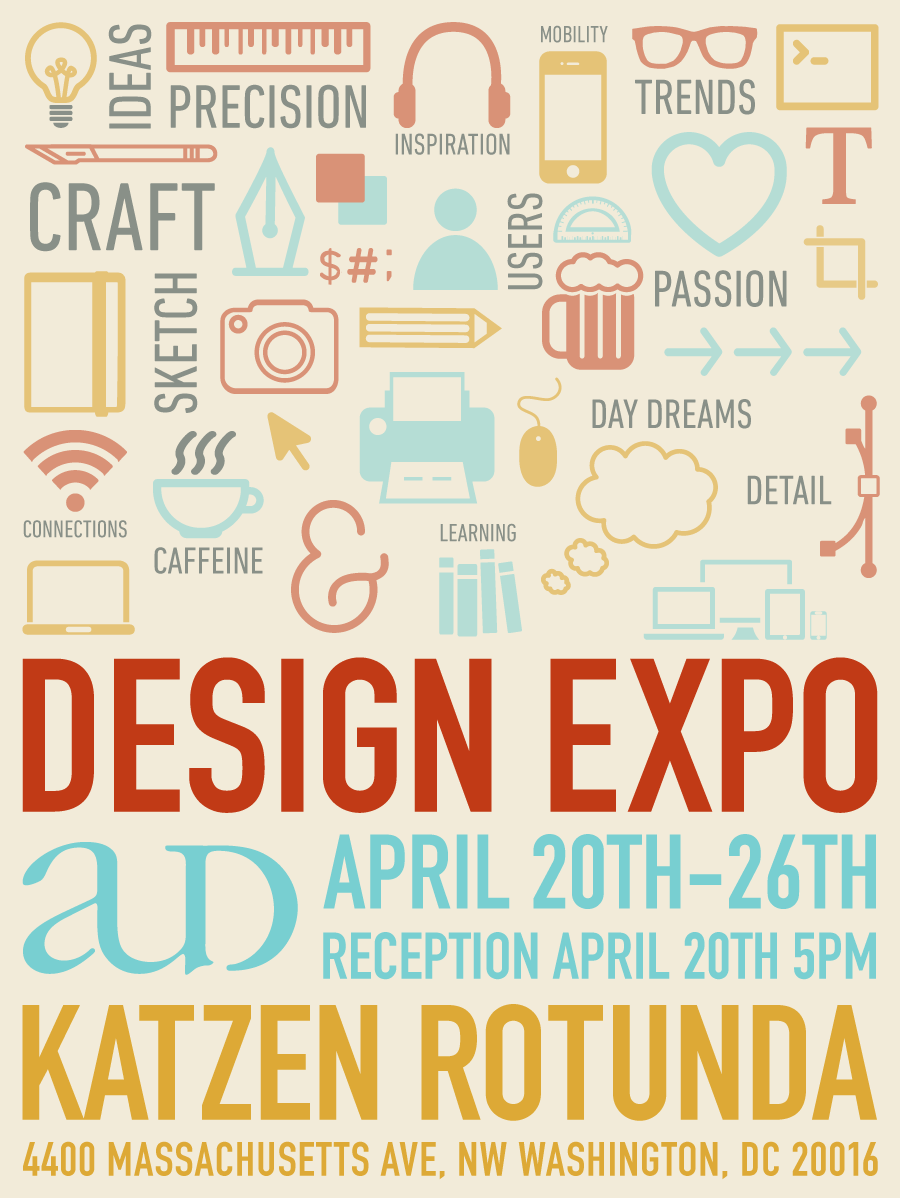 IDEAS
PRECISION
INSPIRATION
MOBILITY
TRENDS
>_
T
CRAFT
$#;
USERS
PASSION
SKETCH
DAY DREAMS
DETAIL
CONNECTIONS
CAFFEINE
&
LEARNING
DESIGN EXPO
auD
APRIL 20TH–26TH
RECEPTION APRIL 20TH 5PM
KATZEN ROTUNDA
4400 MASSACHUSETTS AVE, NW WASHINGTON, DC 20016